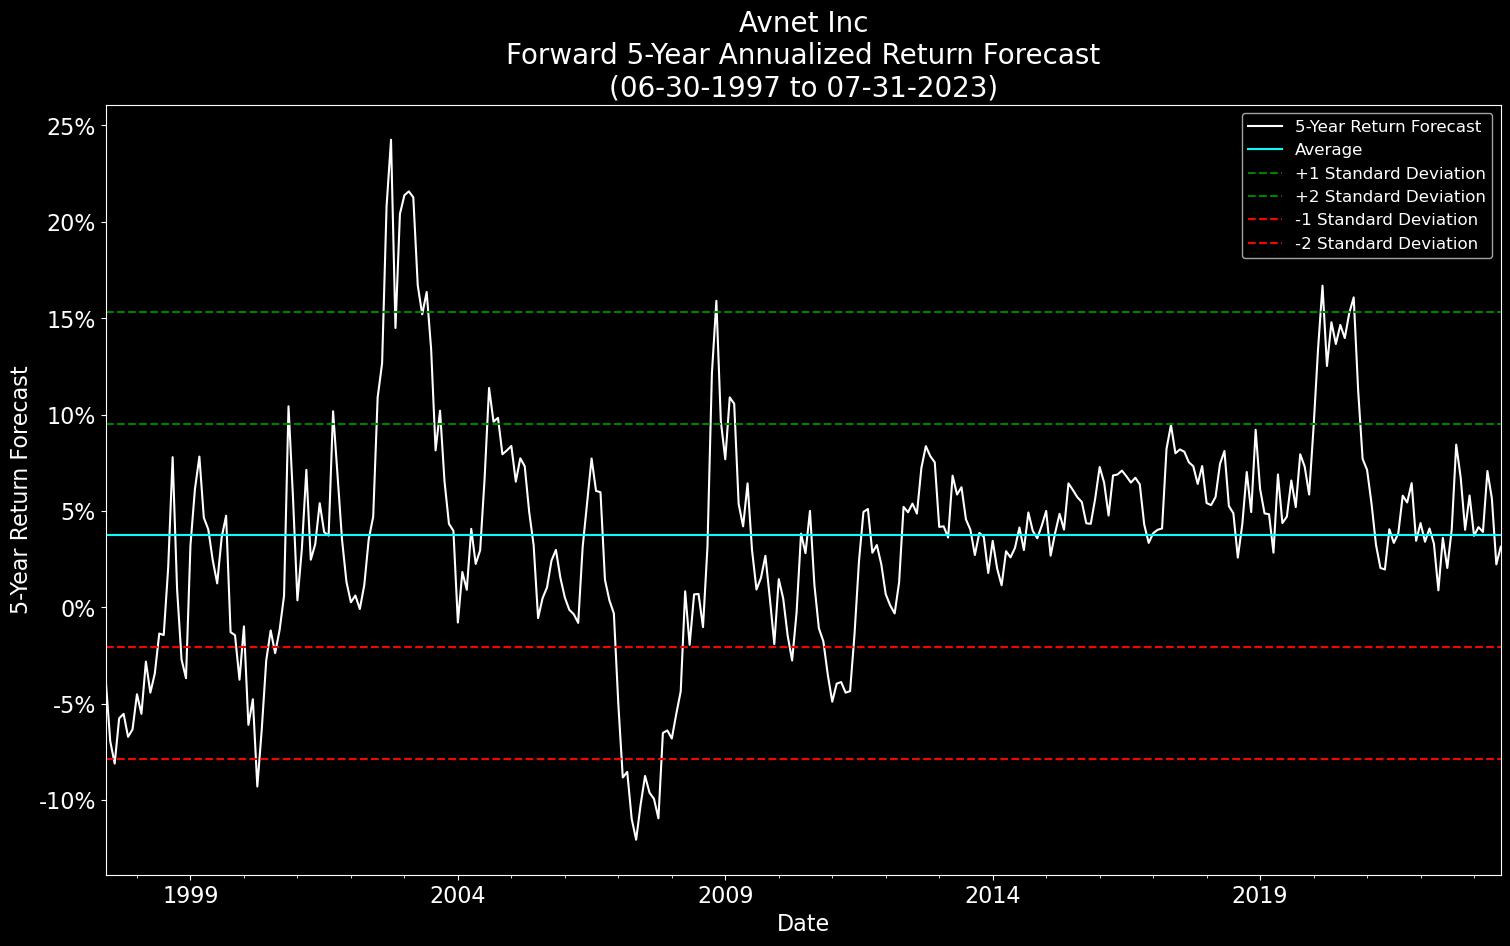 Avnet Inc
Forward 5-Year Annualized Return Forecast
(06-30-1997 to 07-31-2023)
5-Year Return Forecast
25%
20%
15%
10%
5%
0%
-5%
-10%
5-Year Return Forecast
Average
+1 Standard Deviation
+2 Standard Deviation
-1 Standard Deviation
-2 Standard Deviation
1999 2004 2009 2014 2019
Date